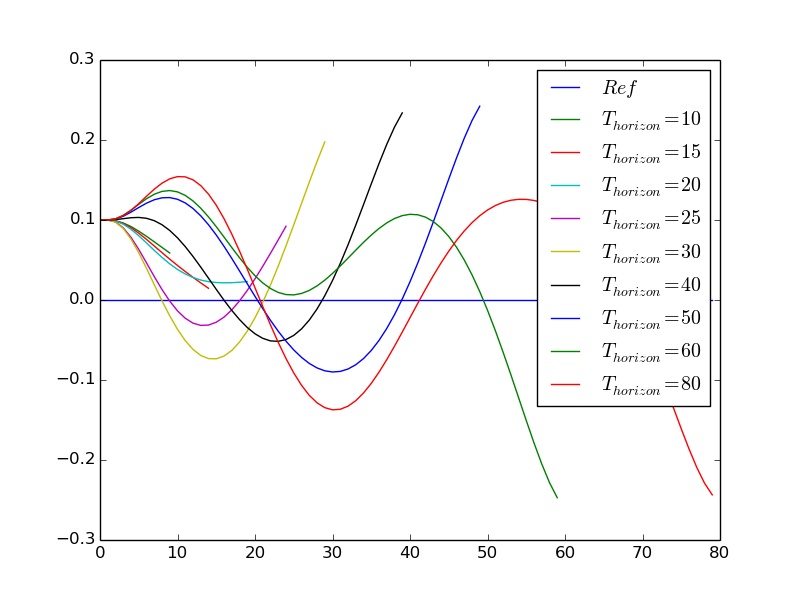 0.3
0.2
0.1
0.0
−0.1
−0.2
−0.3
0 10 20 30 40 50 60 70 80
Ref
T_horizon = 10
T_horizon = 15
T_horizon = 20
T_horizon = 25
T_horizon = 30
T_horizon = 40
T_horizon = 50
T_horizon = 60
T_horizon = 80